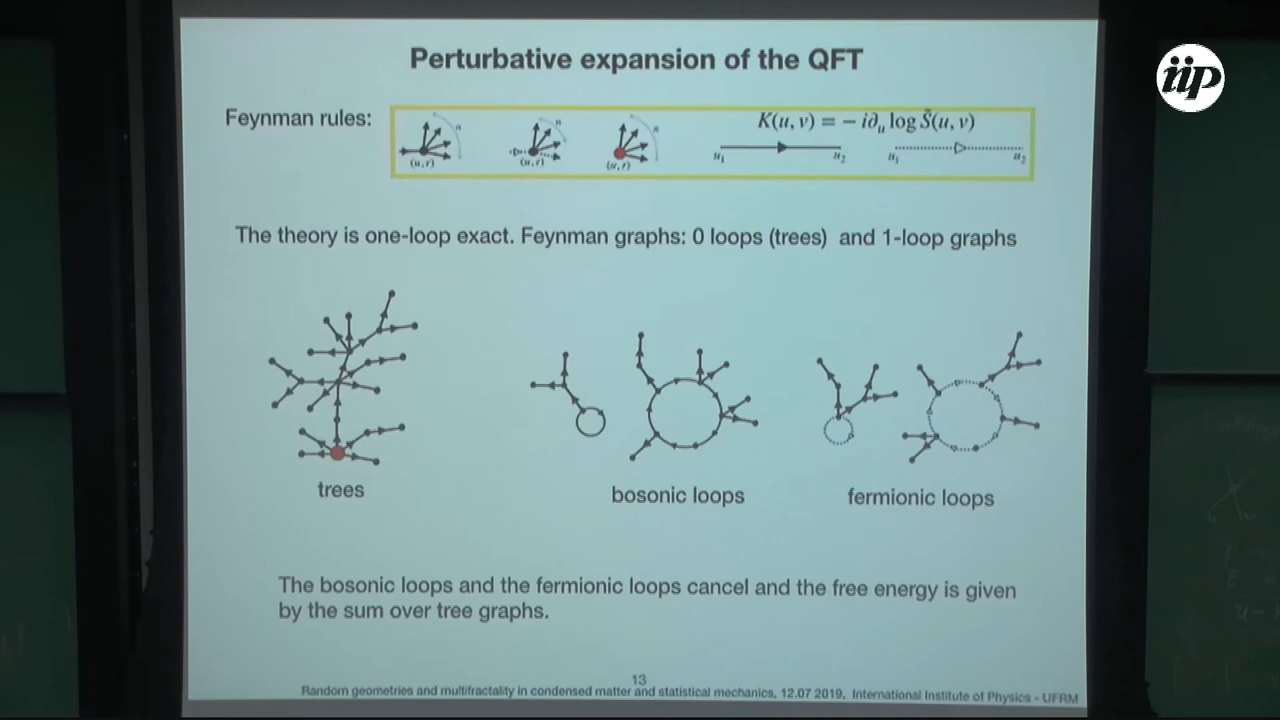 iip
Perturbative expansion of the QFT
Feynman rules:
n
n
n
(u,r)
(u,r)
(u,r)
K(u, v) = − i∂u log S̃(u, v)
u1
u2
u1
u2
The theory is one-loop exact. Feynman graphs: 0 loops (trees) and 1-loop graphs
trees
bosonic loops
fermionic loops
The bosonic loops and the fermionic loops cancel and the free energy is given
by the sum over tree graphs.
13
Random geometries and multifractality in condensed matter and statistical mechanics, 12.07 2019, International Institute of Physics - UFRM